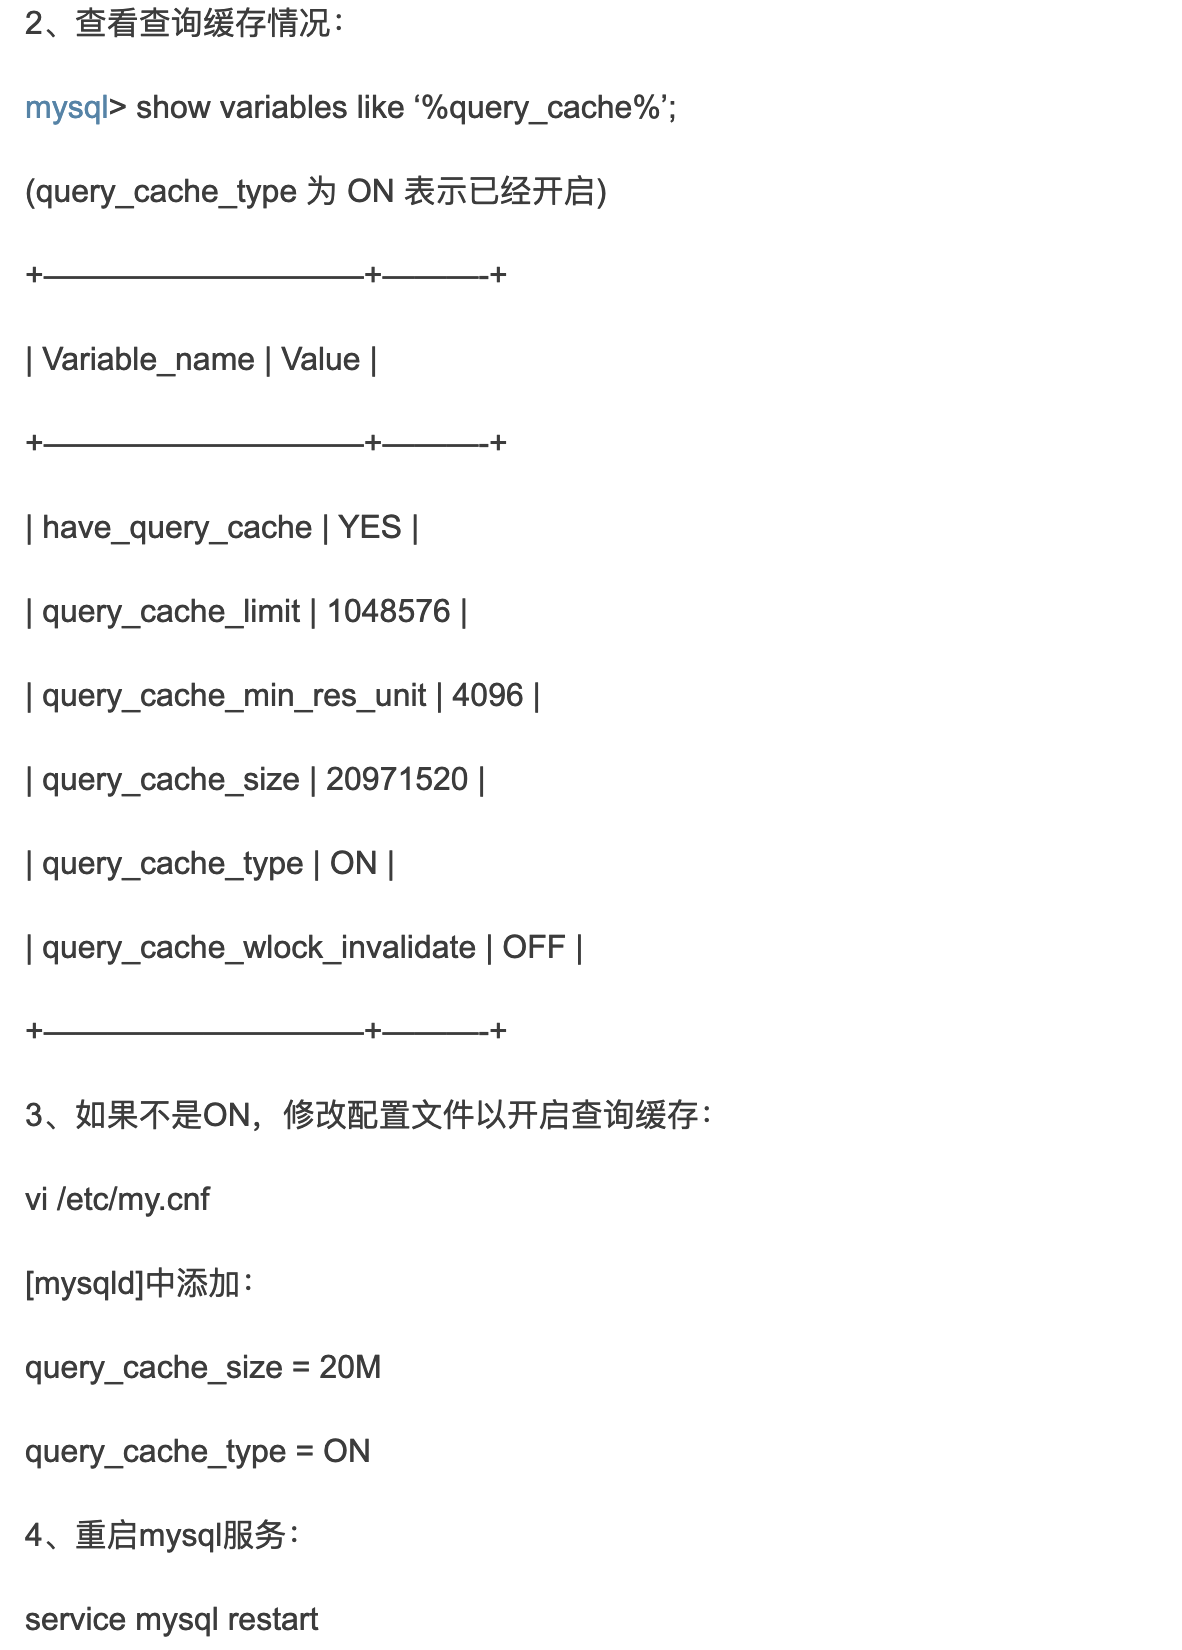 2、查看查询缓存情况：
mysql> show variables like ‘%query_cache%’;
(query_cache_type 为 ON 表示已经开启)
+——————————+———-+
| Variable_name | Value |
+——————————+———-+
| have_query_cache | YES |
| query_cache_limit | 1048576 |
| query_cache_min_res_unit | 4096 |
| query_cache_size | 20971520 |
| query_cache_type | ON |
| query_cache_wlock_invalidate | OFF |
+——————————+———-+
3、如果不是ON，修改配置文件以开启查询缓存：
vi /etc/my.cnf
[mysqld]中添加：
query_cache_size = 20M
query_cache_type = ON
4、重启mysql服务：
service mysql restart